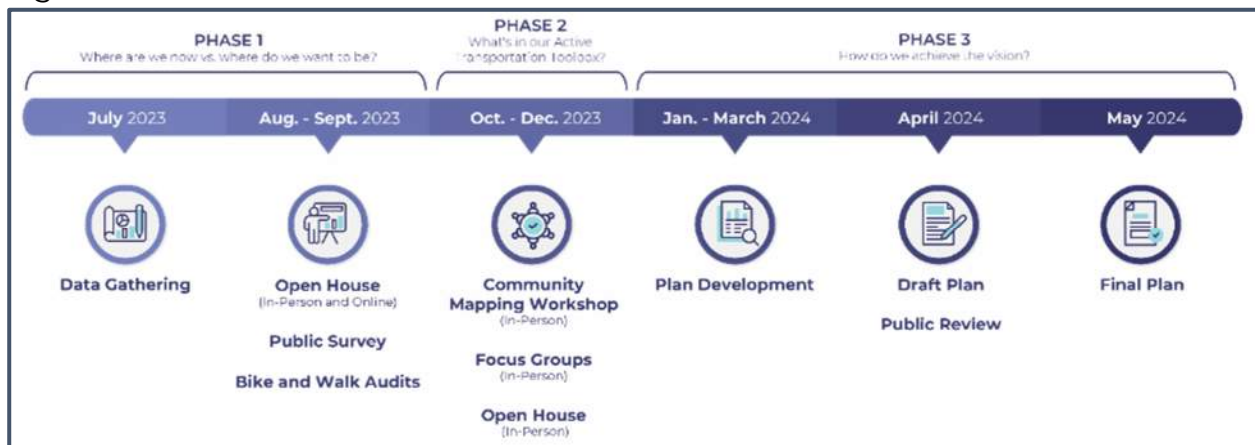 PHASE 1
Where are we now vs. where do we want to be?
PHASE 2
What's in our Active
Transportation Toolbox?
PHASE 3
How do we achieve the vision?
July 2023
Aug. - Sept. 2023
Oct. - Dec. 2023
Jan. - March 2024
April 2024
May 2024
Data Gathering
Open House
(In-Person and Online)
Public Survey
Bike and Walk Audits
Community
Mapping Workshop
(In-Person)
Focus Groups
(In-Person)
Open House
(In-Person)
Plan Development
Draft Plan
Public Review
Final Plan